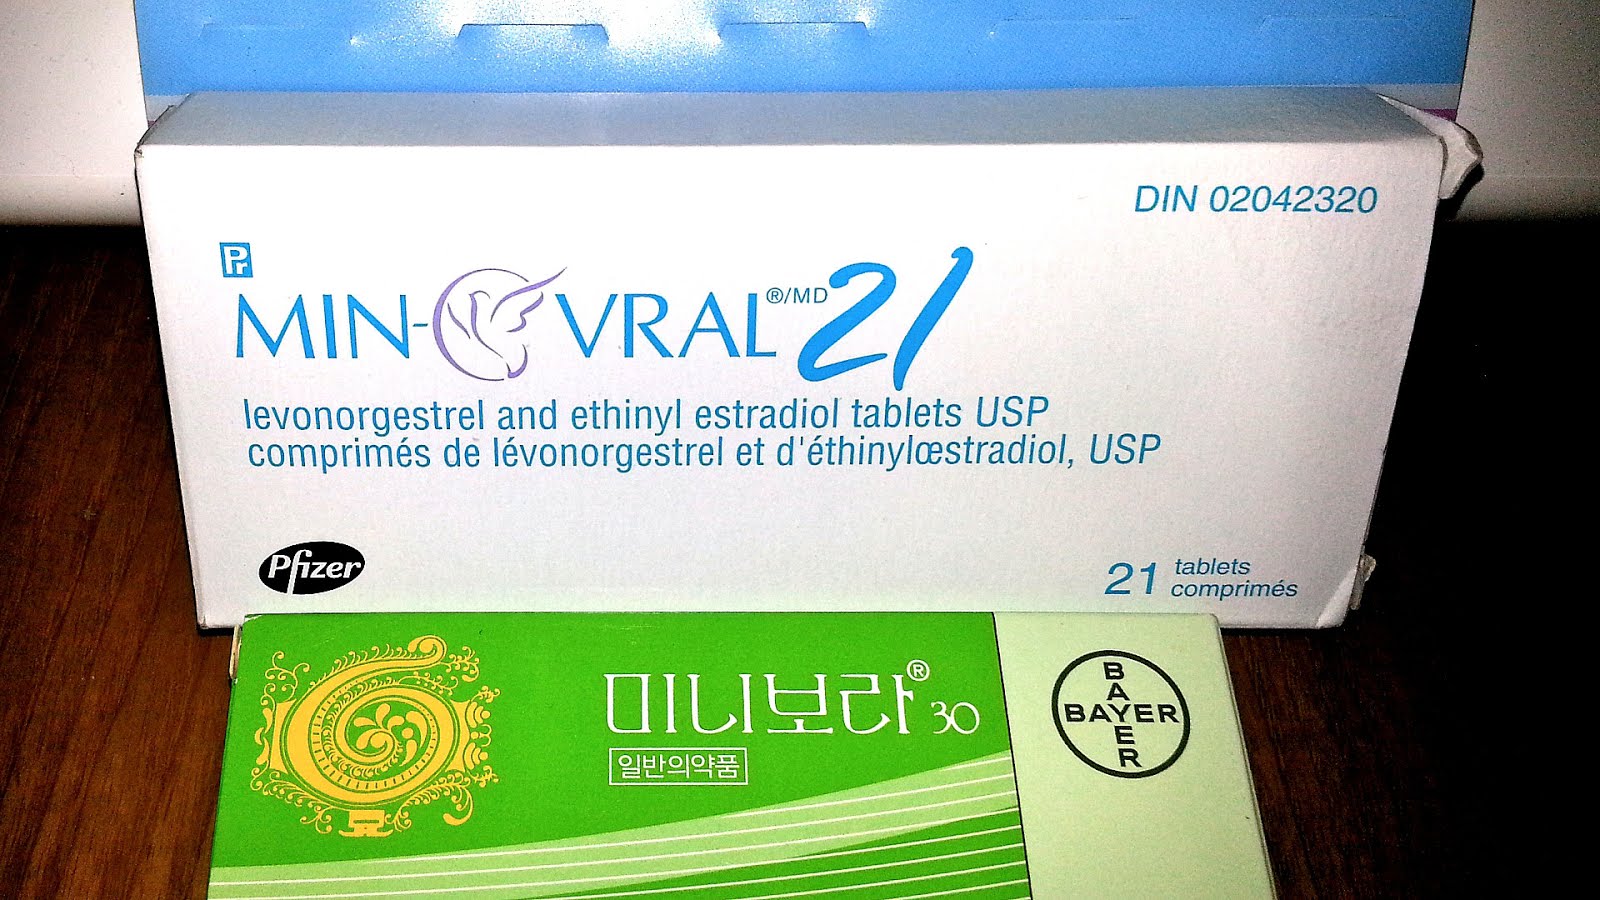 DIN 02042320
Pr
MIN-OVRAL®/MD 21
levonorgestrel and ethinyl estradiol tablets USP
comprimés de lévonorgestrel et d'éthinylœstradiol, USP
Pfizer
21 tablets
comprimés
미니보라® 30
일반의약품
BAYER
BAYER